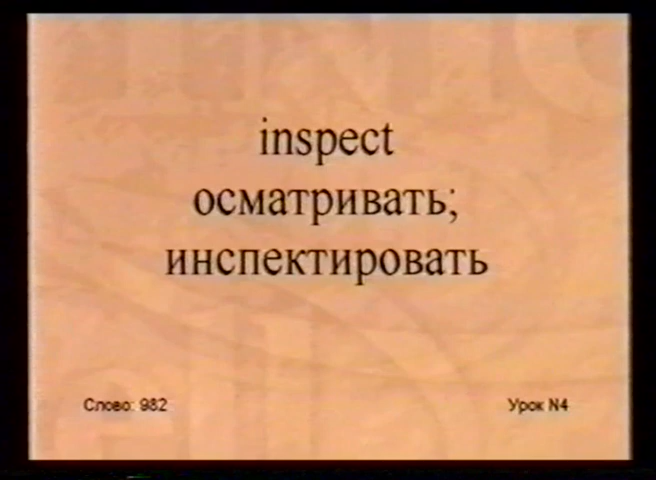 inspect
осматривать;
инспектировать
Слово: 982
Урок N4